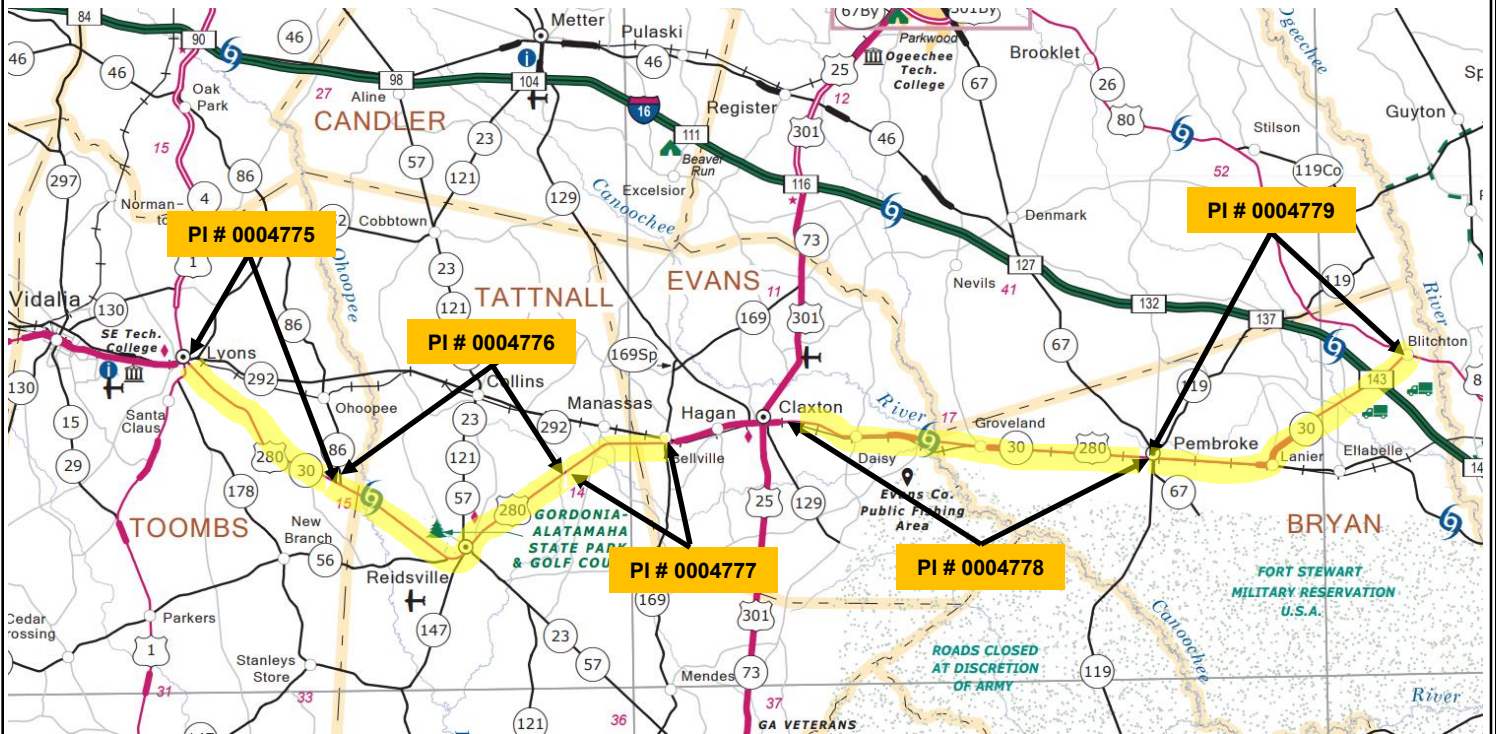 84
90
46
Metter
Pulaski
67By
301By
Parkwood
Brooklet
Ogeechee
46
46
Oak
Park
27
98
Aline
104
46
25
Ogeechee
Tech.
College
67
26
CANDLER
16
Register
12
80
Guyton
15
23
57
111
301
46
Stilson
86
121
Beaver
Run
52
119Co
297
4
129
Excelsior
116
Norman-
Canoochee
Denmark
PI # 0004775
Cobbtown
PI # 0004779
73
1
Ohoopee
23
EVANS
127
119
Vidalia
130
TATTNALL
11
Nevils
41
132
River
121
86
PI # 0004776
169
301
137
SE Tech.
College
Lyons
169Sp
67
Blitchton
292
Collins
143
130
Ohoopee
Manassas
Hagan
Claxton
River
17
119
Santa
Claus
15
23
292
Groveland
30
86
121
Bellville
Daisy
30
280
Pembroke
Lanier
Ellabelle
280
30
29
178
15
57
280
14
25
129
Evans Co.
Public Fishing
Area
67
TOOMBS
New
Branch
GORDONIA-
ALATAMAHA
STATE PARK
& GOLF COU
BRYAN
56
Reidsville
PI # 0004777
PI # 0004778
FORT STEWART
MILITARY RESERVATION
U.S.A.
169
Cedar
rossing
Parkers
147
23
301
Canoochee
1
Stanleys
Store
57
ROADS CLOSED
AT DISCRETION
OF ARMY
119
31
33
Mendes
73
River
121
36
37
GA VETERANS